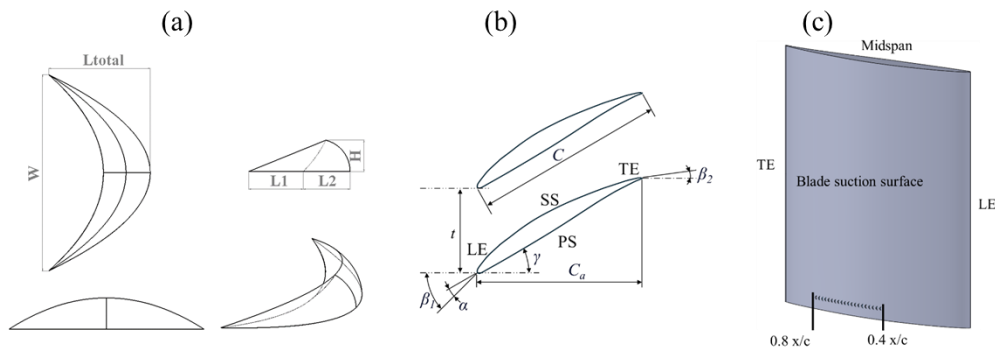 (a)
Ltotal
W
H
L1
L2
(b)
C
TE
β2
SS
t
LE
PS
γ
Ca
β1
α
(c)
Midspan
TE
Blade suction surface
LE
0.8 x/c
0.4 x/c